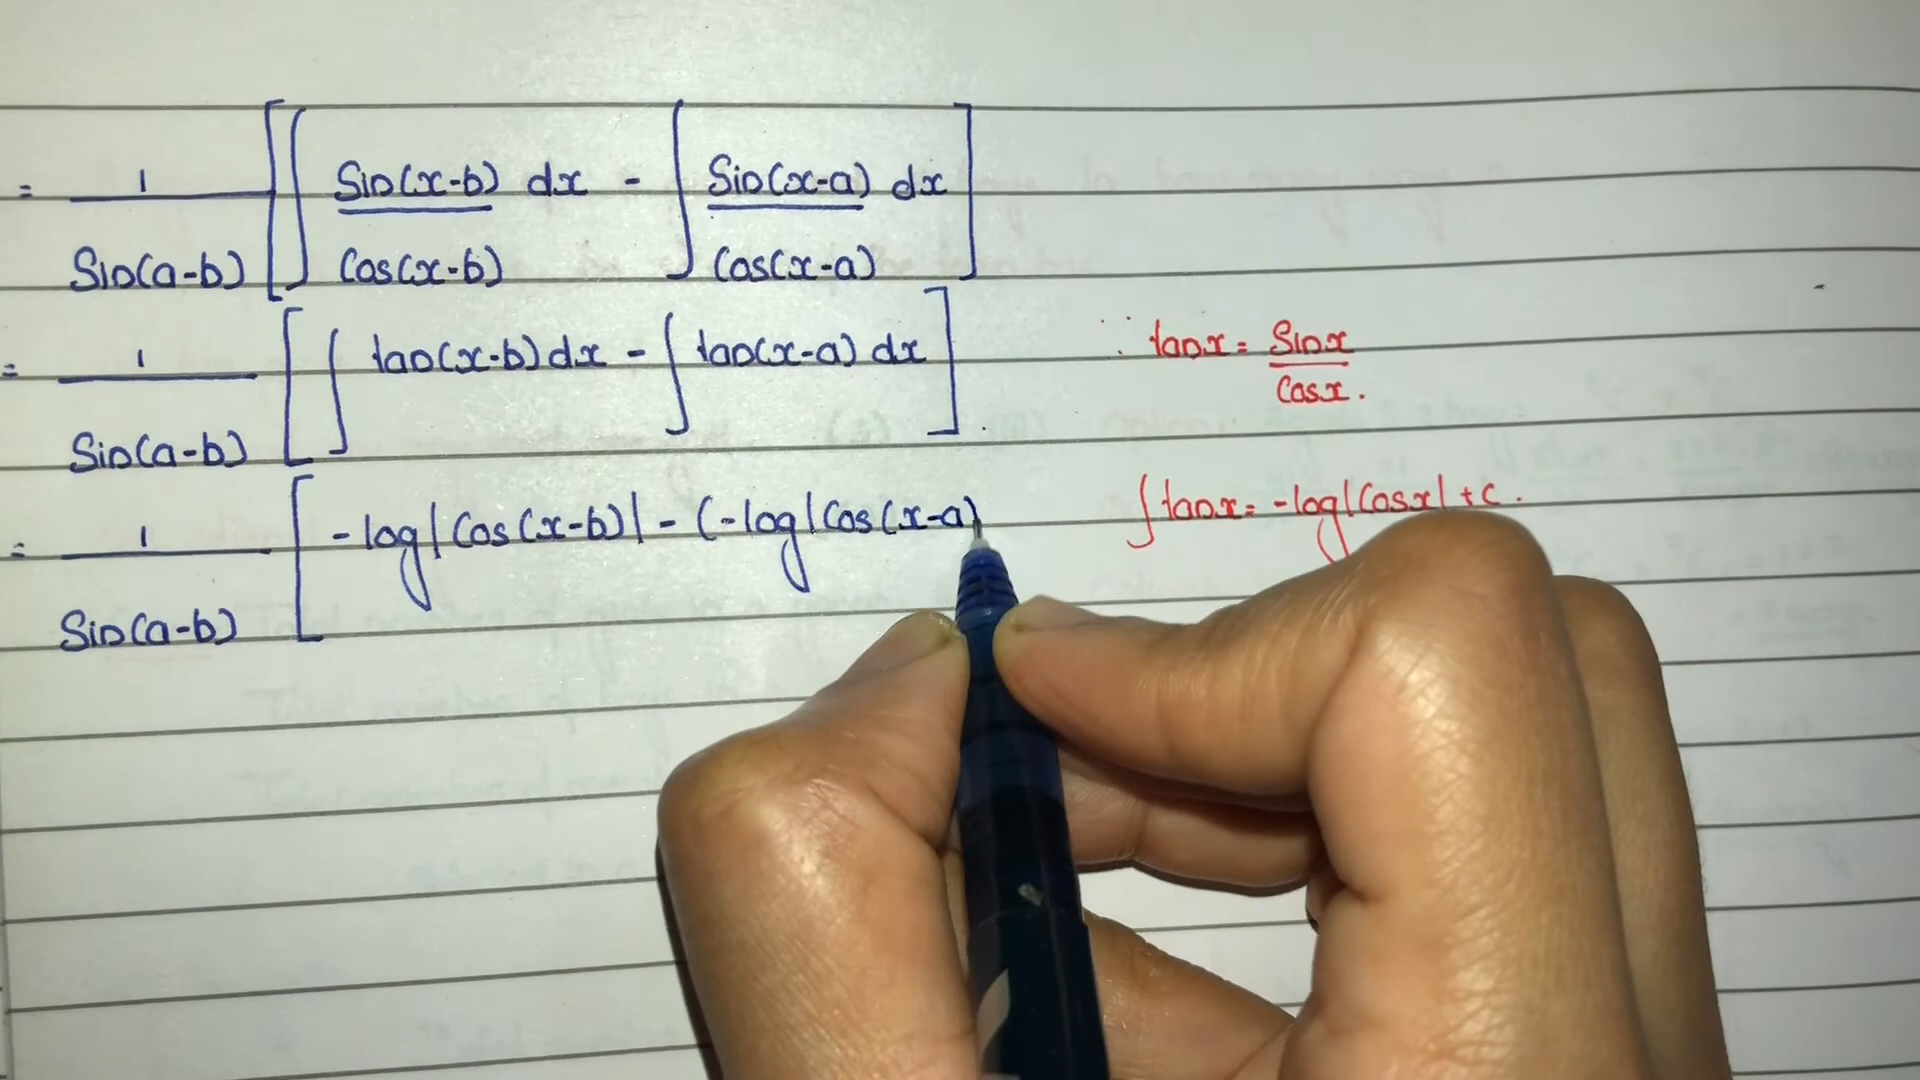 = 1/Sin(a-b) [∫ Sin(x-b)/Cos(x-b) dx - ∫ Sin(x-a)/Cos(x-a) dx]
= 1/Sin(a-b) [∫ tan(x-b) dx - ∫ tan(x-a) dx].
∵ tan x = Sin x/Cos x.
= 1/Sin(a-b) [-log|Cos(x-b)| - (-log|Cos(x-a)
∫ tan x = -log|Cos x| + c.